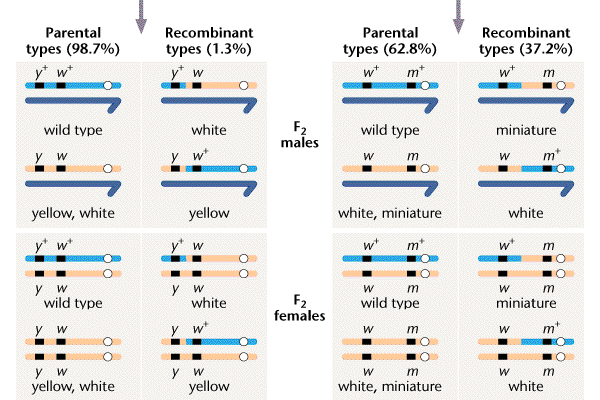 Parental types (98.7%)
Recombinant types (1.3%)
Parental types (62.8%)
Recombinant types (37.2%)
y+ w+
y+ w
w+ m+
w+ m
wild type
white
F2 males
wild type
miniature
y w
y w+
w m
w m+
yellow, white
yellow
white, miniature
white
y+ w+
y+ w
w+ m+
w+ m
y w
y w
w m
w m
wild type
white
F2 females
wild type
miniature
y w
y w+
w m
w m+
y w
y w
w m
w m
yellow, white
yellow
white, miniature
white